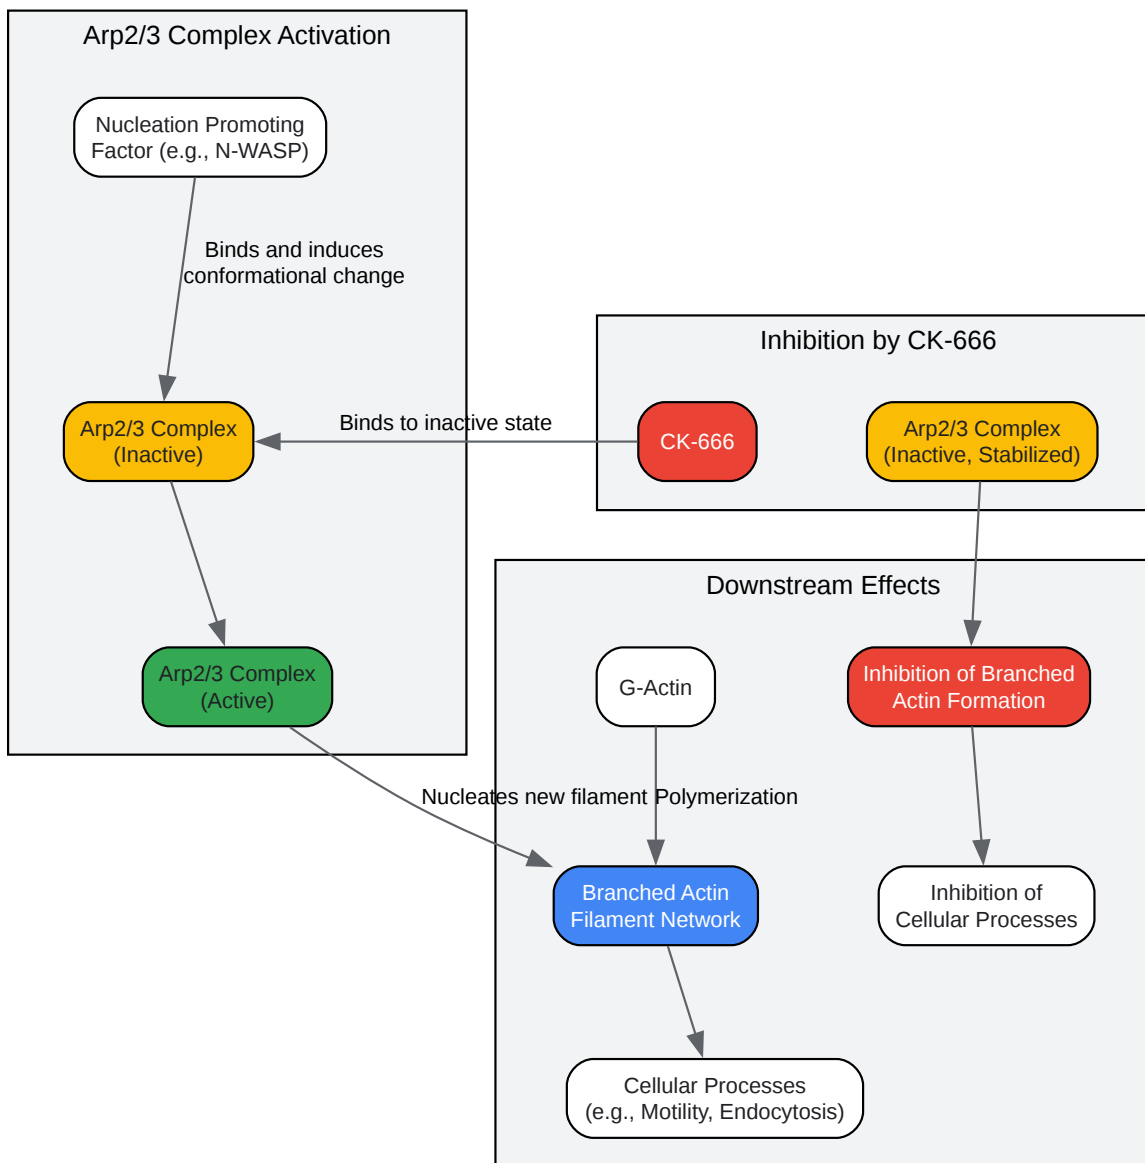 Arp2/3 Complex Activation
Nucleation Promoting
Factor (e.g., N-WASP)
Binds and induces
conformational change
Arp2/3 Complex
(Inactive)
Arp2/3 Complex
(Active)
Binds to inactive state
Inhibition by CK-666
CK-666
Arp2/3 Complex
(Inactive, Stabilized)
Downstream Effects
G-Actin
Inhibition of Branched
Actin Formation
Nucleates new filament
Polymerization
Branched Actin
Filament Network
Inhibition of
Cellular Processes
Cellular Processes
(e.g., Motility, Endocytosis)